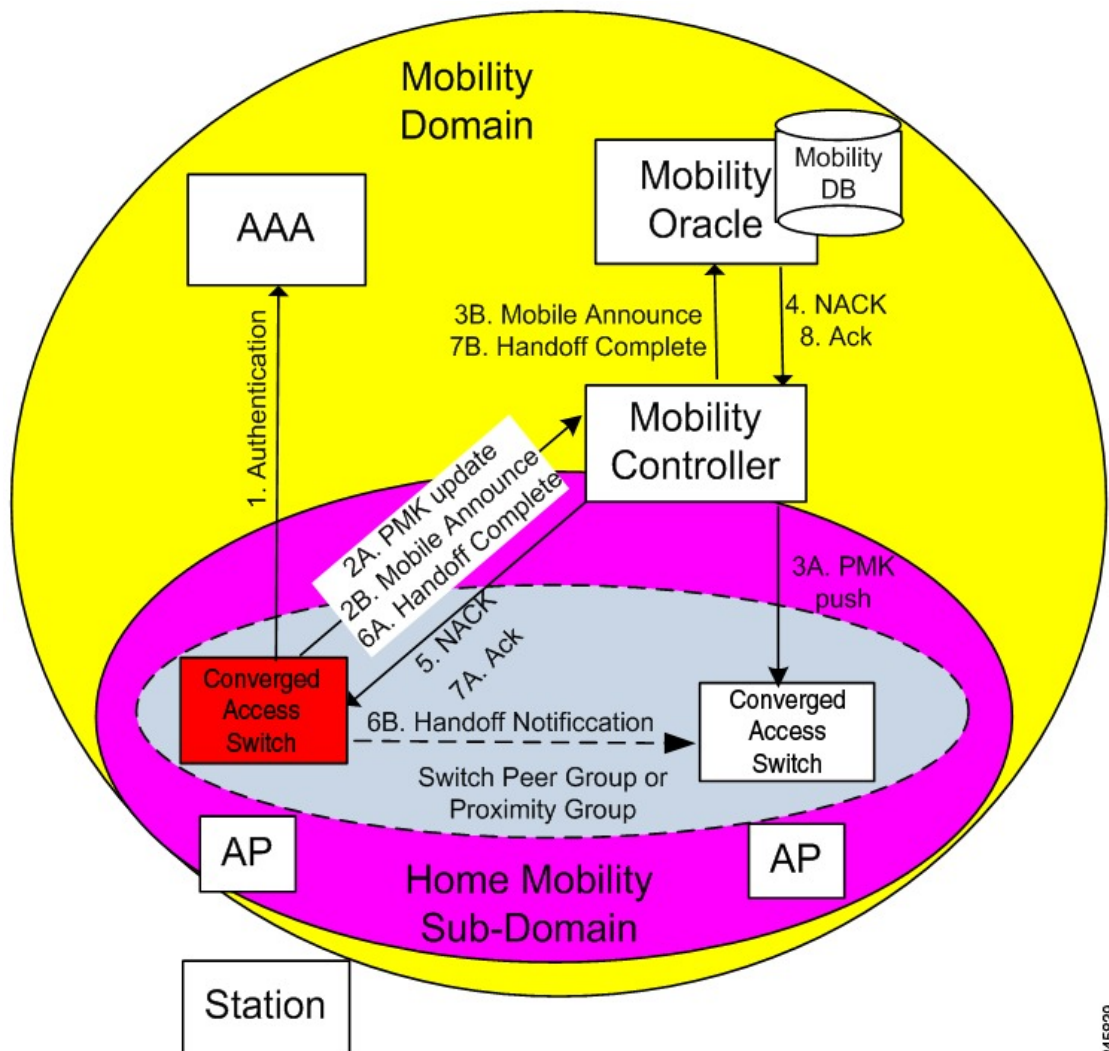 Mobility
Domain
Mobility
DB
Mobility
Oracle
AAA
3B. Mobile Announce
7B. Handoff Complete
4. NACK
8. Ack
1. Authentication
Mobility
Controller
2A. PMK update
2B. Mobile Announce
6A. Handoff Complete
5. NACK
7A. Ack
3A. PMK
push
Converged
Access
Switch
6B. Handoff Notificcation
Converged
Access
Switch
Switch Peer Group or
Proximity Group
AP
AP
Home Mobility
Sub-Domain
Station